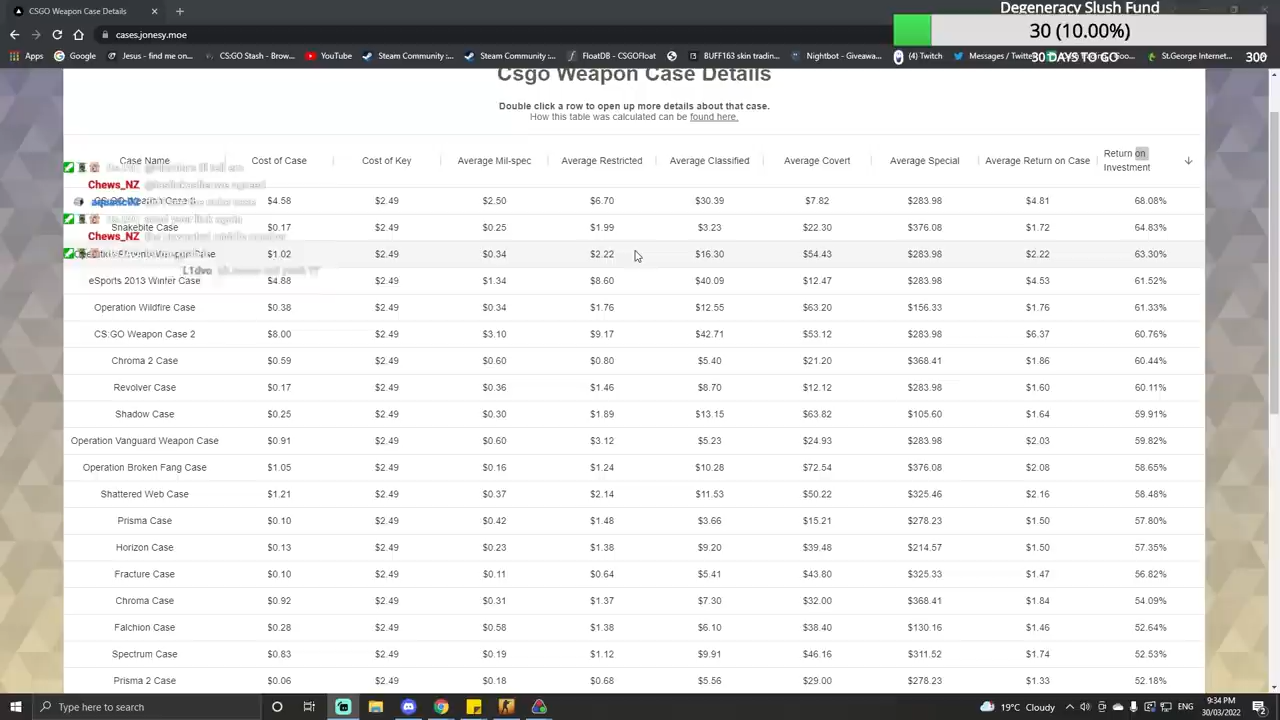 CSGO Weapon Case Details
Degeneracy Slush Fund
30 (10.00%)
30 DAYS TO GO
300
cases.jonesy.moe
Apps Google Jesus - find me on... CS:GO Stash - Brow... YouTube Steam Community :... Steam Community :... FloatDB - CSGOFloat BUFF163 skin tradin... Nightbot - Giveawa... (4) Twitch Messages / Twitt St.George Internet...
Csgo Weapon Case Details
Double click a row to open up more details about that case.
How this table was calculated can be found here.
Case Name Cost of Case Cost of Key Average Mil-spec Average Restricted Average Classified Average Covert Average Special Average Return on Case Return on Investment
Chews_NZ
$4.58 $2.49 $2.50 $6.70 $30.39 $7.82 $283.98 $4.81 68.08%
Snakebite Case $0.17 $2.49 $0.25 $1.99 $3.23 $22.30 $376.08 $1.72 64.83%
Chews_NZ
Weapon Case $1.02 $2.49 $0.34 $2.22 $16.30 $54.43 $283.98 $2.22 63.30%
L1dvo
eSports 2013 Winter Case $4.88 $2.49 $1.34 $8.60 $40.09 $12.47 $283.98 $4.53 61.52%
Operation Wildfire Case $0.38 $2.49 $0.34 $1.76 $12.55 $63.20 $156.33 $1.76 61.33%
CS:GO Weapon Case 2 $8.00 $2.49 $3.10 $9.17 $42.71 $53.12 $283.98 $6.37 60.76%
Chroma 2 Case $0.59 $2.49 $0.60 $0.80 $5.40 $21.20 $368.41 $1.86 60.44%
Revolver Case $0.17 $2.49 $0.36 $1.46 $8.70 $12.12 $283.98 $1.60 60.11%
Shadow Case $0.25 $2.49 $0.30 $1.89 $13.15 $63.82 $105.60 $1.64 59.91%
Operation Vanguard Weapon Case $0.91 $2.49 $0.60 $3.12 $5.23 $24.93 $283.98 $2.03 59.82%
Operation Broken Fang Case $1.05 $2.49 $0.16 $1.24 $10.28 $72.54 $376.08 $2.08 58.65%
Shattered Web Case $1.21 $2.49 $0.37 $2.14 $11.53 $50.22 $325.46 $2.16 58.48%
Prisma Case $0.10 $2.49 $0.42 $1.48 $3.66 $15.21 $278.23 $1.50 57.80%
Horizon Case $0.13 $2.49 $0.23 $1.38 $9.20 $39.48 $214.57 $1.50 57.35%
Fracture Case $0.10 $2.49 $0.11 $0.64 $5.41 $43.80 $325.33 $1.47 56.82%
Chroma Case $0.92 $2.49 $0.31 $1.37 $7.30 $32.00 $368.41 $1.84 54.09%
Falchion Case $0.28 $2.49 $0.58 $1.38 $6.10 $38.40 $130.16 $1.46 52.64%
Spectrum Case $0.83 $2.49 $0.19 $1.12 $9.91 $46.16 $311.52 $1.74 52.53%
Prisma 2 Case $0.06 $2.49 $0.18 $0.68 $5.56 $29.00 $278.23 $1.33 52.18%
Type here to search
19°C Cloudy
ENG
9:34 PM
30/03/2022
2